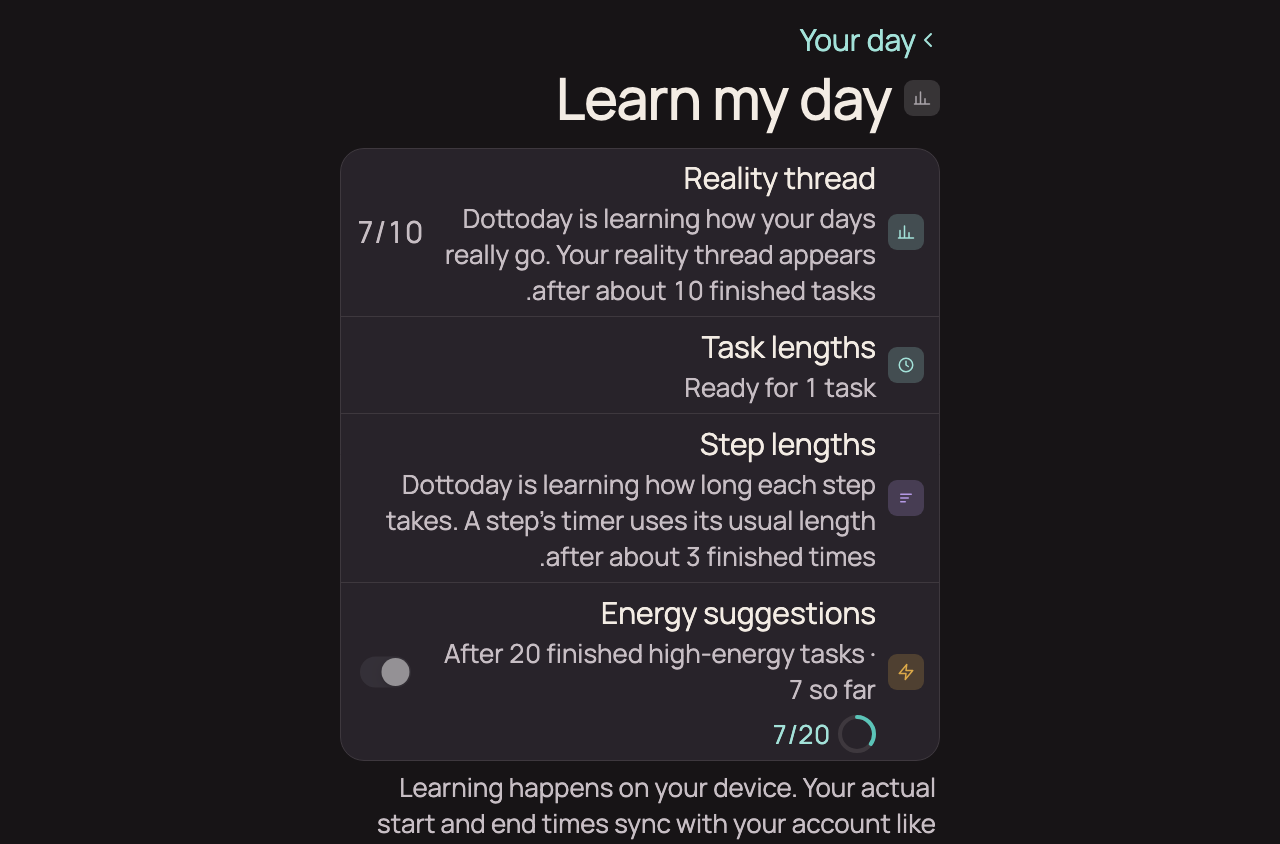 Your day
Learn my day
Reality thread
Dottoday is learning how your days
really go. Your reality thread appears
.after about 10 finished tasks
7/10
Task lengths
Ready for 1 task
Step lengths
Dottoday is learning how long each step
takes. A step's timer uses its usual length
.after about 3 finished times
Energy suggestions
After 20 finished high-energy tasks ·
7 so far
7/20
Learning happens on your device. Your actual
start and end times sync with your account like